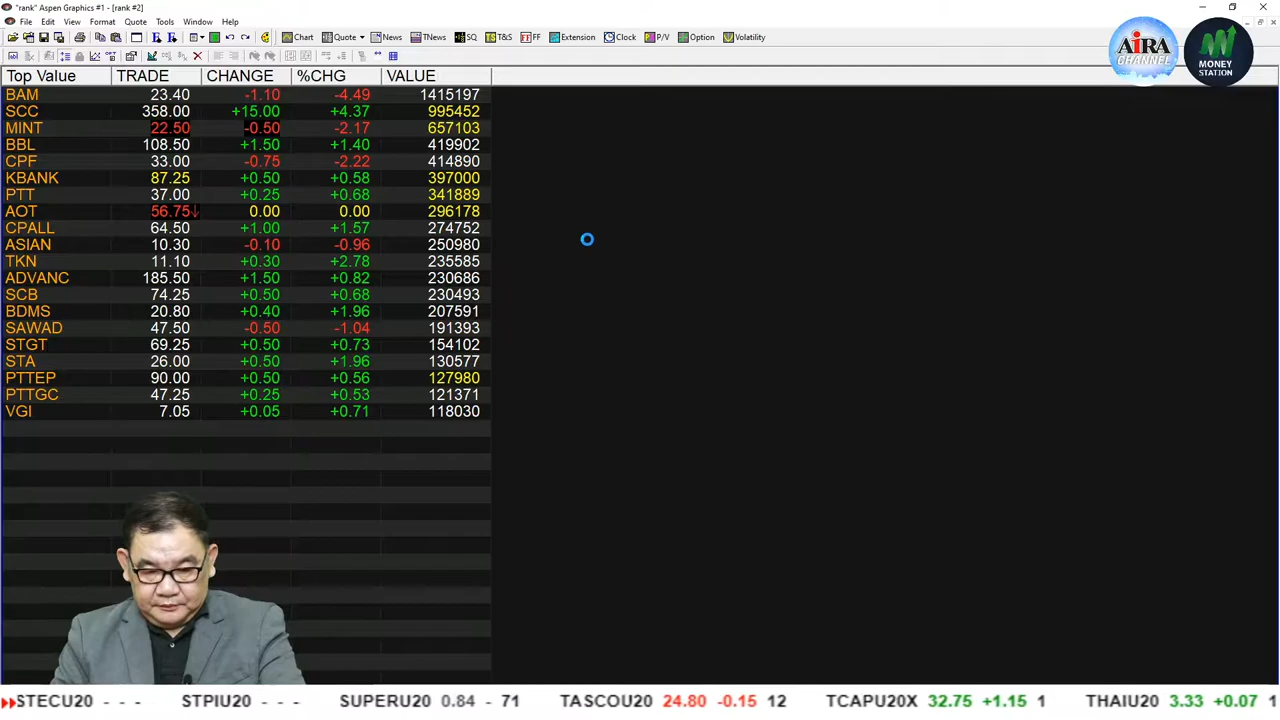 "rank" Aspen Graphics #1 - [rank #2]
File Edit View Format Tools Quote Window Help
Chart Quote News TNews SQ T&S FF Extension Clock P/V Option Volatility
AiRA CHANNEL
MONEY STATION
Top Value TRADE CHANGE %CHG VALUE
BAM 23.40 -1.10 -4.49 1415197
SCC 358.00 +15.00 +4.37 995452
MINT 22.50 -0.50 -2.17 657103
BBL 108.50 +1.50 +1.40 419902
CPF 33.00 -0.75 -2.22 414890
KBANK 87.25 +0.50 +0.58 397000
PTT 37.00 +0.25 +0.68 341889
AOT 56.75↓ 0.00 0.00 296178
CPALL 64.50 +1.00 +1.57 274752
ASIAN 10.30 -0.10 -0.96 250980
TKN 11.10 +0.30 +2.78 235585
ADVANC 185.50 +1.50 +0.82 230686
SCB 74.25 +0.50 +0.68 230493
BDMS 20.80 +0.40 +1.96 207591
SAWAD 47.50 -0.50 -1.04 191393
STGT 69.25 +0.50 +0.73 154102
STA 26.00 +0.50 +1.96 130577
PTTEP 90.00 +0.50 +0.56 127980
PTTGC 47.25 +0.25 +0.53 121371
VGI 7.05 +0.05 +0.71 118030
STECU20 - - - STPIU20 - - - SUPERU20 0.84 - 71 TASCOU20 24.80 -0.15 12 TCAPU20X 32.75 +1.15 1 THAIU20 3.33 +0.07 1